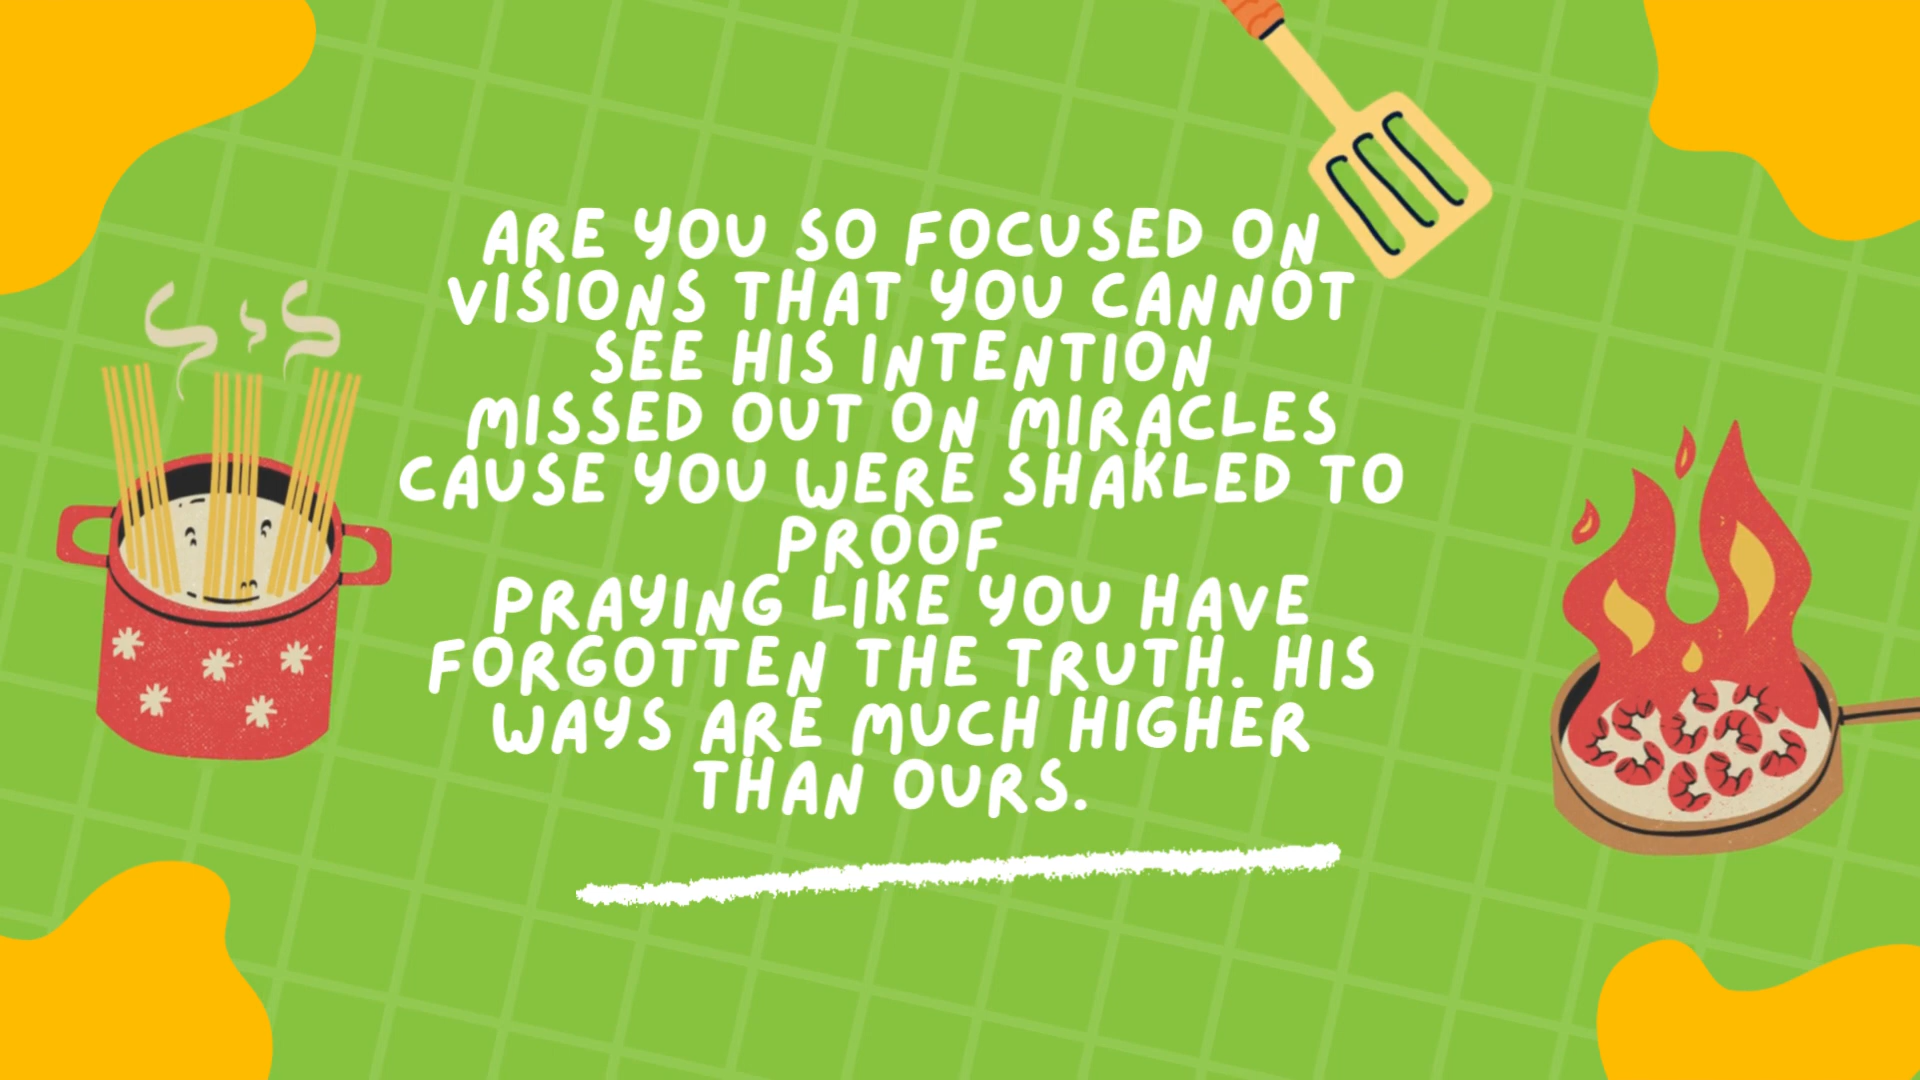 ARE YOU SO FOCUSED ON
VISIONS THAT YOU CANNOT
SEE HIS INTENTION
MISSED OUT ON MIRACLES
CAUSE YOU WERE SHAKLED TO
PROOF
PRAYING LIKE YOU HAVE
FORGOTTEN THE TRUTH. HIS
WAYS ARE MUCH HIGHER
THAN OURS.